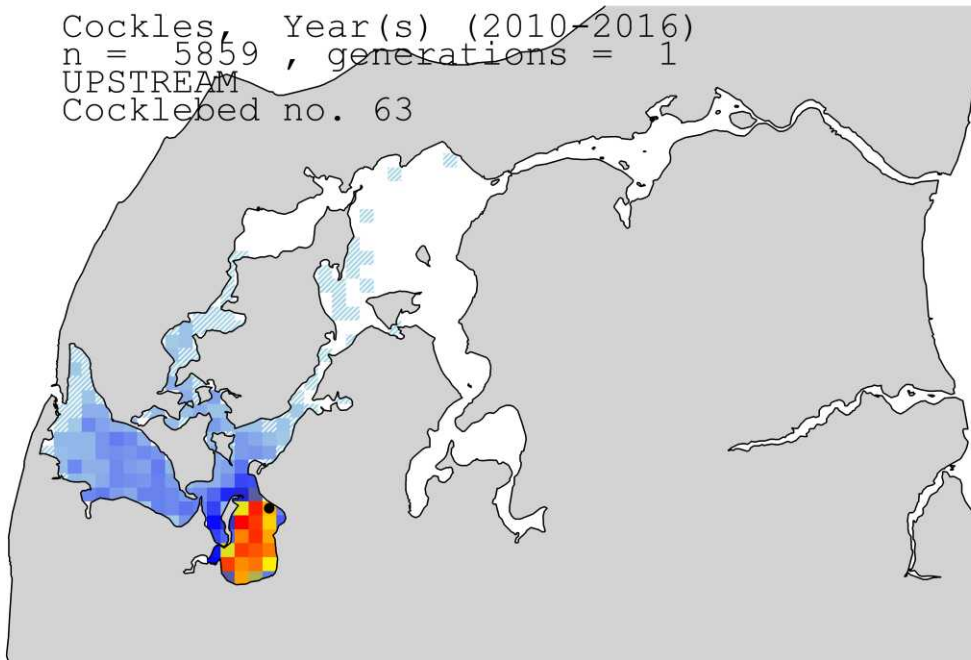 Cockles, Year(s) (2010-2016)
n = 5859 , generations = 1
UPSTREAM
Cocklebed no. 63